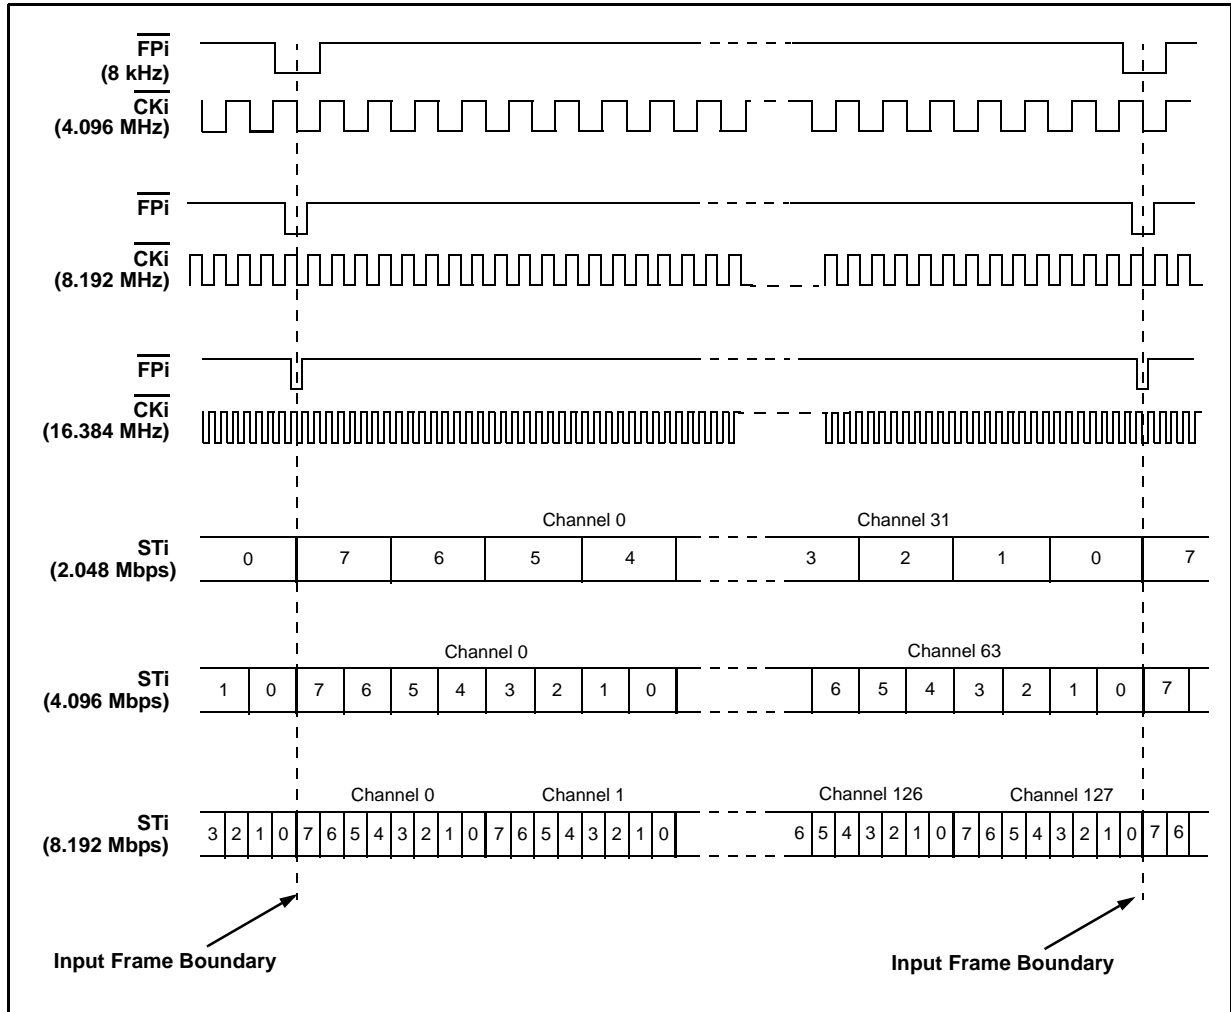 FPi
(8 kHz)
CKi
(4.096 MHz)
FPi
CKi
(8.192 MHz)
FPi
CKi
(16.384 MHz)
Channel 0 Channel 31
STi
(2.048 Mbps)
0 7 6 5 4 3 2 1 0 7
Channel 0 Channel 63
STi
(4.096 Mbps)
1 0 7 6 5 4 3 2 1 0 6 5 4 3 2 1 0 7
Channel 0 Channel 1 Channel 126 Channel 127
STi
(8.192 Mbps)
3 2 1 0 7 6 5 4 3 2 1 0 7 6 5 4 3 2 1 0 6 5 4 3 2 1 0 7 6 5 4 3 2 1 0 7 6
Input Frame Boundary
Input Frame Boundary